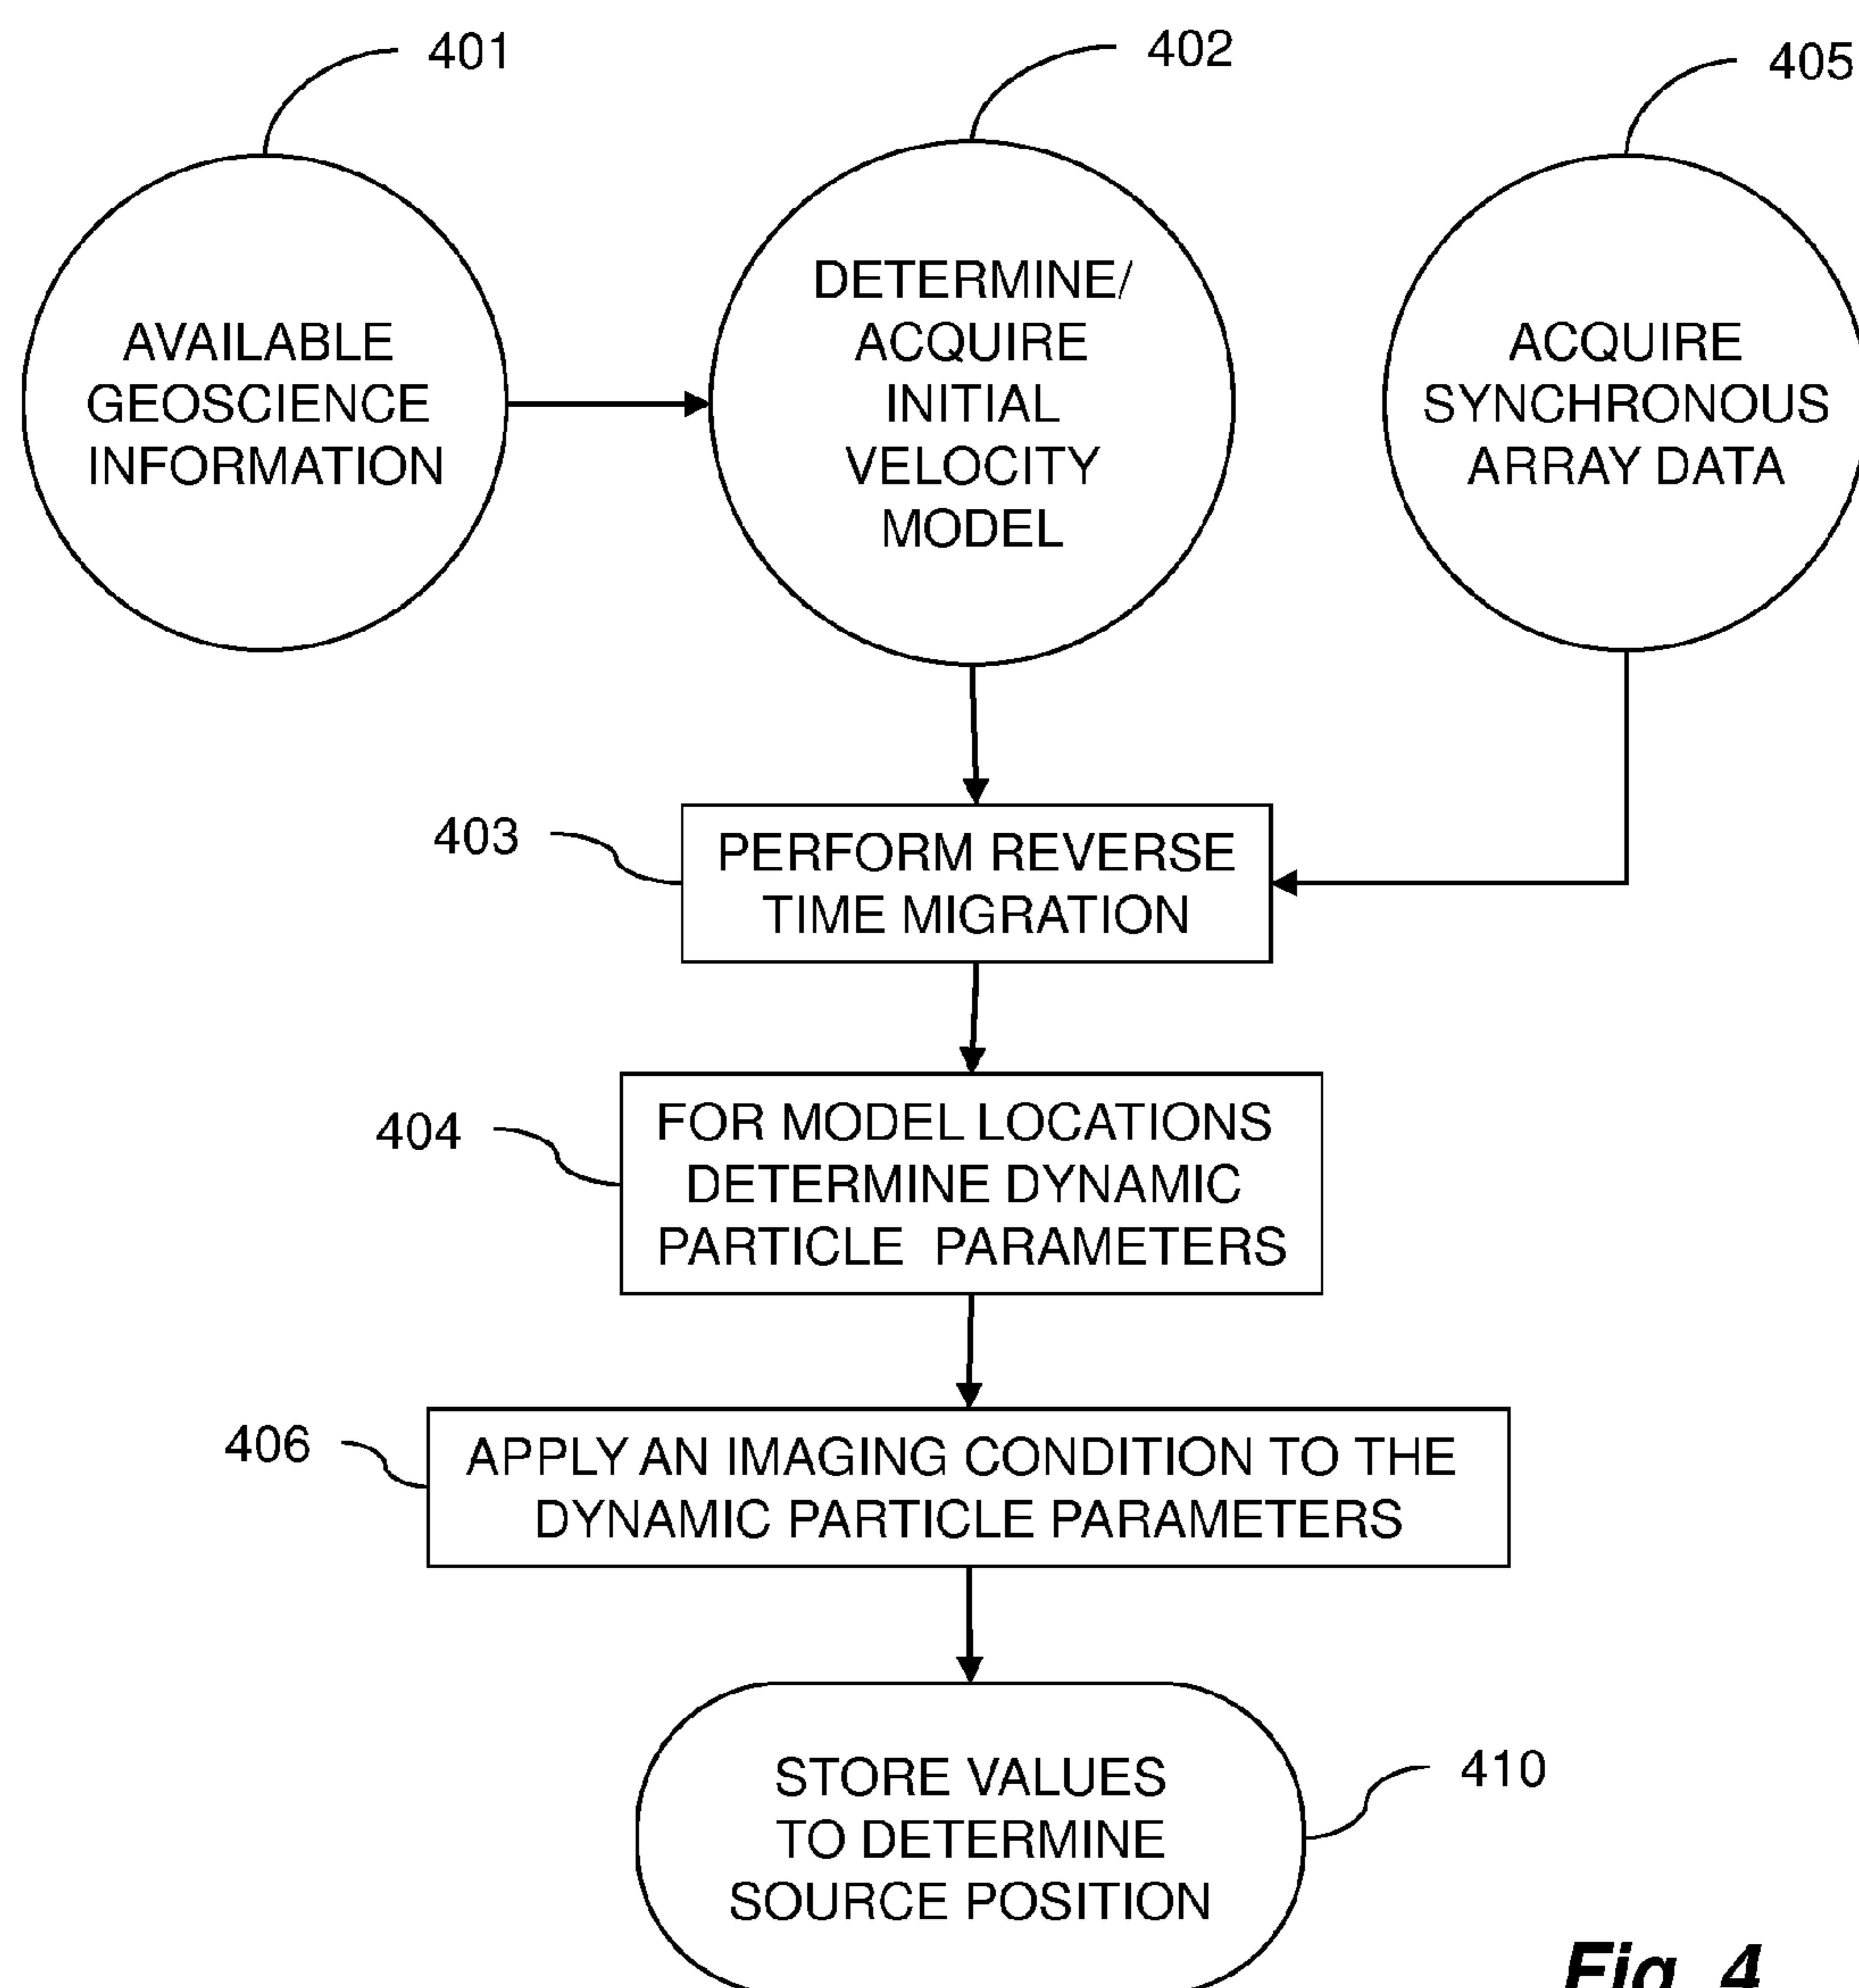 401
402
405
AVAILABLE
GEOSCIENCE
INFORMATION
DETERMINE/
ACQUIRE
INITIAL
VELOCITY
MODEL
ACQUIRE
SYNCHRONOUS
ARRAY DATA
403
PERFORM REVERSE
TIME MIGRATION
404
FOR MODEL LOCATIONS
DETERMINE DYNAMIC
PARTICLE PARAMETERS
406
APPLY AN IMAGING CONDITION TO THE
DYNAMIC PARTICLE PARAMETERS
STORE VALUES
TO DETERMINE
SOURCE POSITION
410
Fig. 4